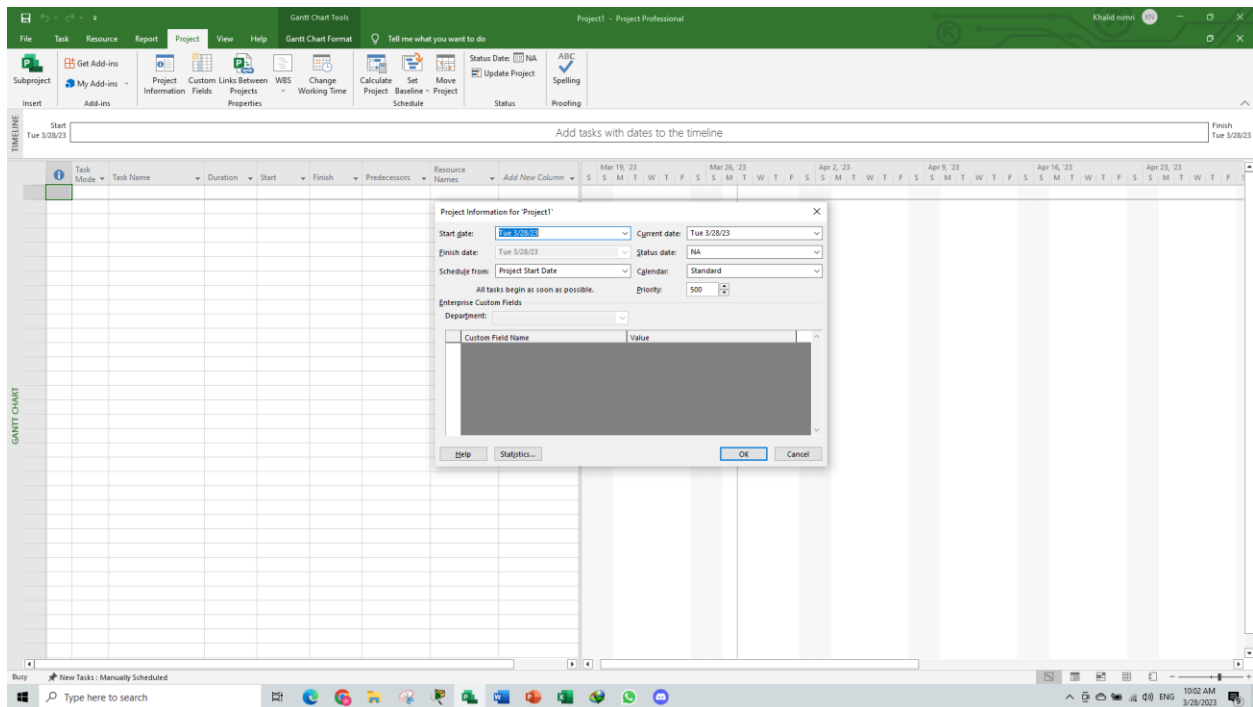 Gantt Chart Tools
Project1 - Project Professional
Khalid nimri KN
File Task Resource Report Project View Help Gantt Chart Format Tell me what you want to do
Subproject
Get Add-ins
My Add-ins
Project Information
Custom Fields
Links Between Projects
WBS
Change Working Time
Calculate Project
Set Baseline
Move Project
Status Date: NA
Update Project
ABC
Spelling
Insert Add-ins Properties Schedule Status Proofing
TIMELINE
Start
Tue 3/28/23
Add tasks with dates to the timeline
Finish
Tue 3/28/23
Task Mode Task Name Duration Start Finish Predecessors Resource Names Add New Column
Mar 19, '23 Mar 26, '23 Apr 2, '23 Apr 9, '23 Apr 16, '23 Apr 23, '23
S M T W T F S S M T W T F S S M T W T F S S M T W T F S S M T W T F S S M T W T F
Project Information for 'Project1'
Start date: Tue 3/28/23 Current date: Tue 3/28/23
Finish date: Tue 3/28/23 Status date: NA
Schedule from: Project Start Date Calendar: Standard
All tasks begin as soon as possible. Priority: 500
Enterprise Custom Fields
Department:
Custom Field Name Value
Help Statistics... OK Cancel
GANTT CHART
Busy New Tasks : Manually Scheduled
Type here to search
ENG
10:02 AM
3/28/2023